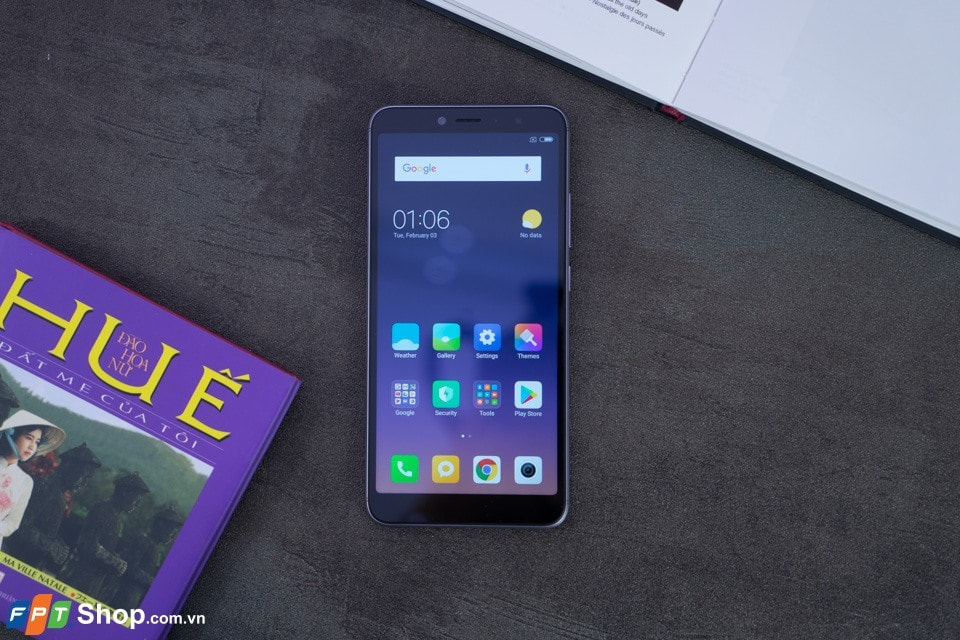 the old days
Nostalgie des jours passés
Google
01:06
Tue, February 03
No data
Weather
Gallery
Settings
Themes
Google
Security
Tools
Play Store
HUẾ
ĐÀO
HOA
NỮ
ĐẤT MẸ CỦA TÔI
MA VILLE NATALE
FPT Shop.com.vn